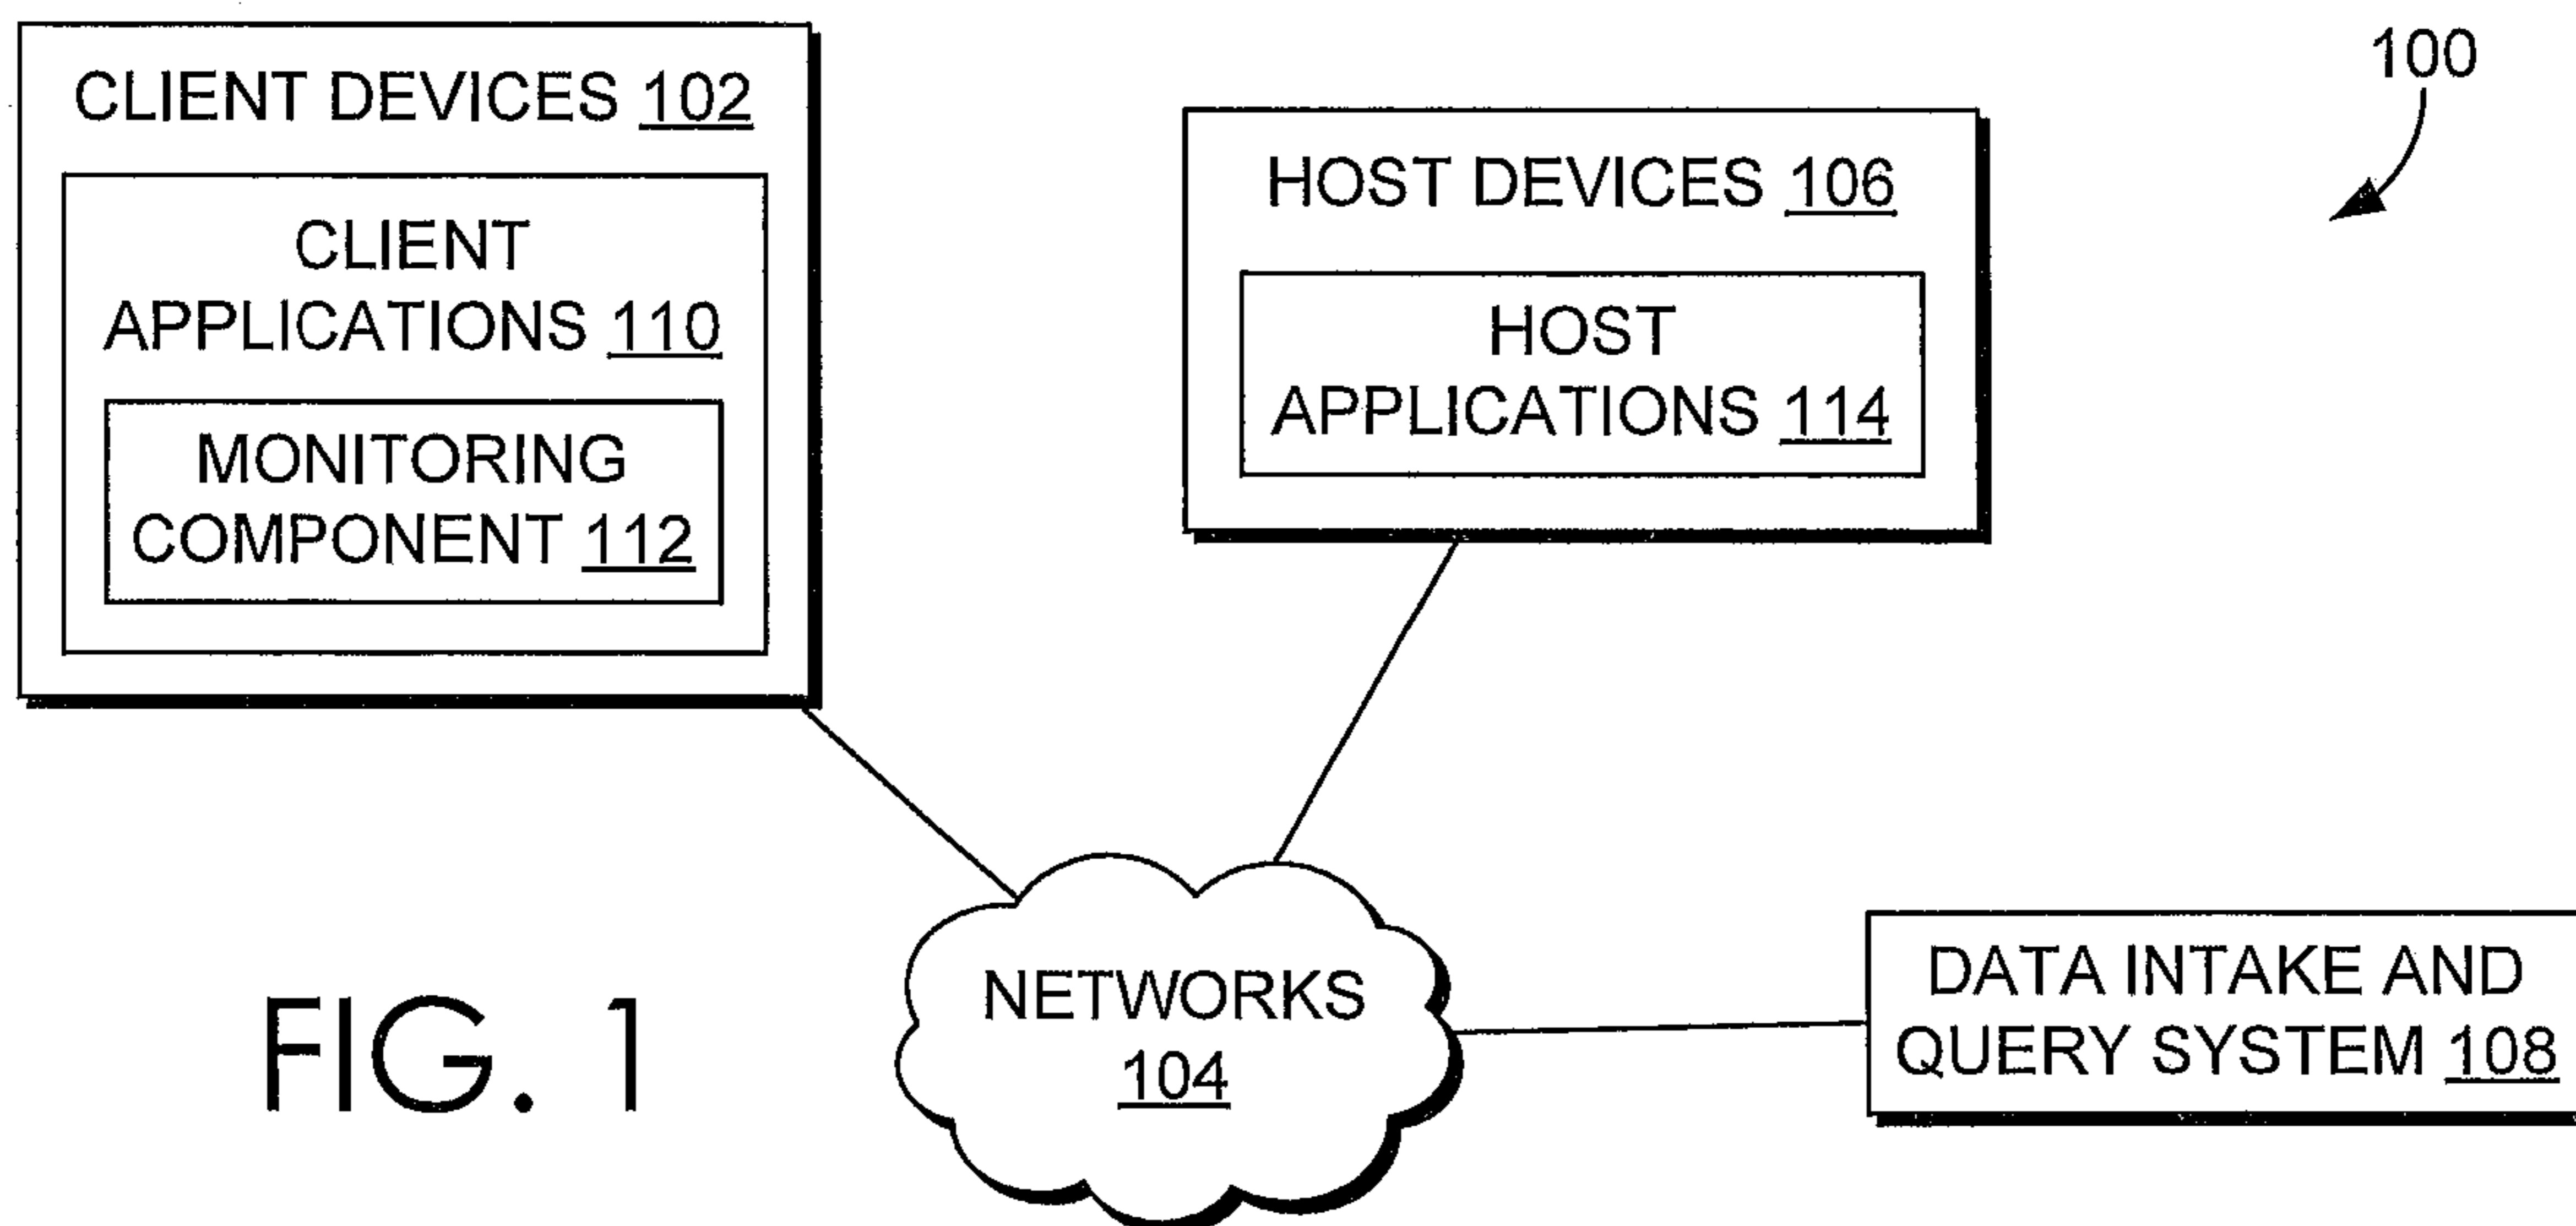 CLIENT DEVICES 102
CLIENT
APPLICATIONS 110
MONITORING
COMPONENT 112
HOST DEVICES 106
HOST
APPLICATIONS 114
100
NETWORKS
104
DATA INTAKE AND
QUERY SYSTEM 108
FIG. 1